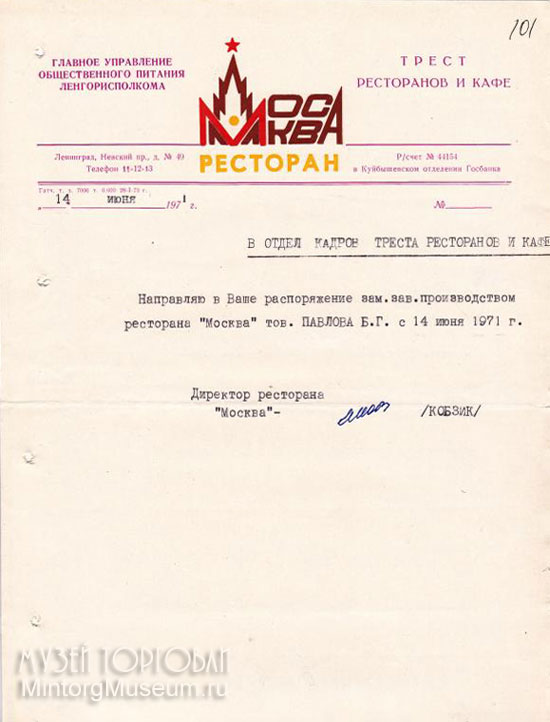 101
ГЛАВНОЕ УПРАВЛЕНИЕ
ОБЩЕСТВЕННОГО ПИТАНИЯ
ЛЕНГОРИСПОЛКОМА
МОСКВА
РЕСТОРАН
ТРЕСТ
РЕСТОРАНОВ И КАФЕ
Ленинград, Невский пр., д. № 49
Телефон 11-12-13
Р/счет № 44154
в Куйбышевском отделения Госбанка
14 июня 1971 г.
№
В ОТДЕЛ КАДРОВ ТРЕСТА РЕСТОРАНОВ И КАФЕ
Направляю в Ваше распоряжение зам.зав.производством
ресторана "Москва" тов. ПАВЛОВА Б.Г. с 14 июня 1971 г.
Директор ресторана
"Москва"-
/КОБЗИК/
МУЗЕЙ ТОРГОВЛИ
MintorgMuseum.ru